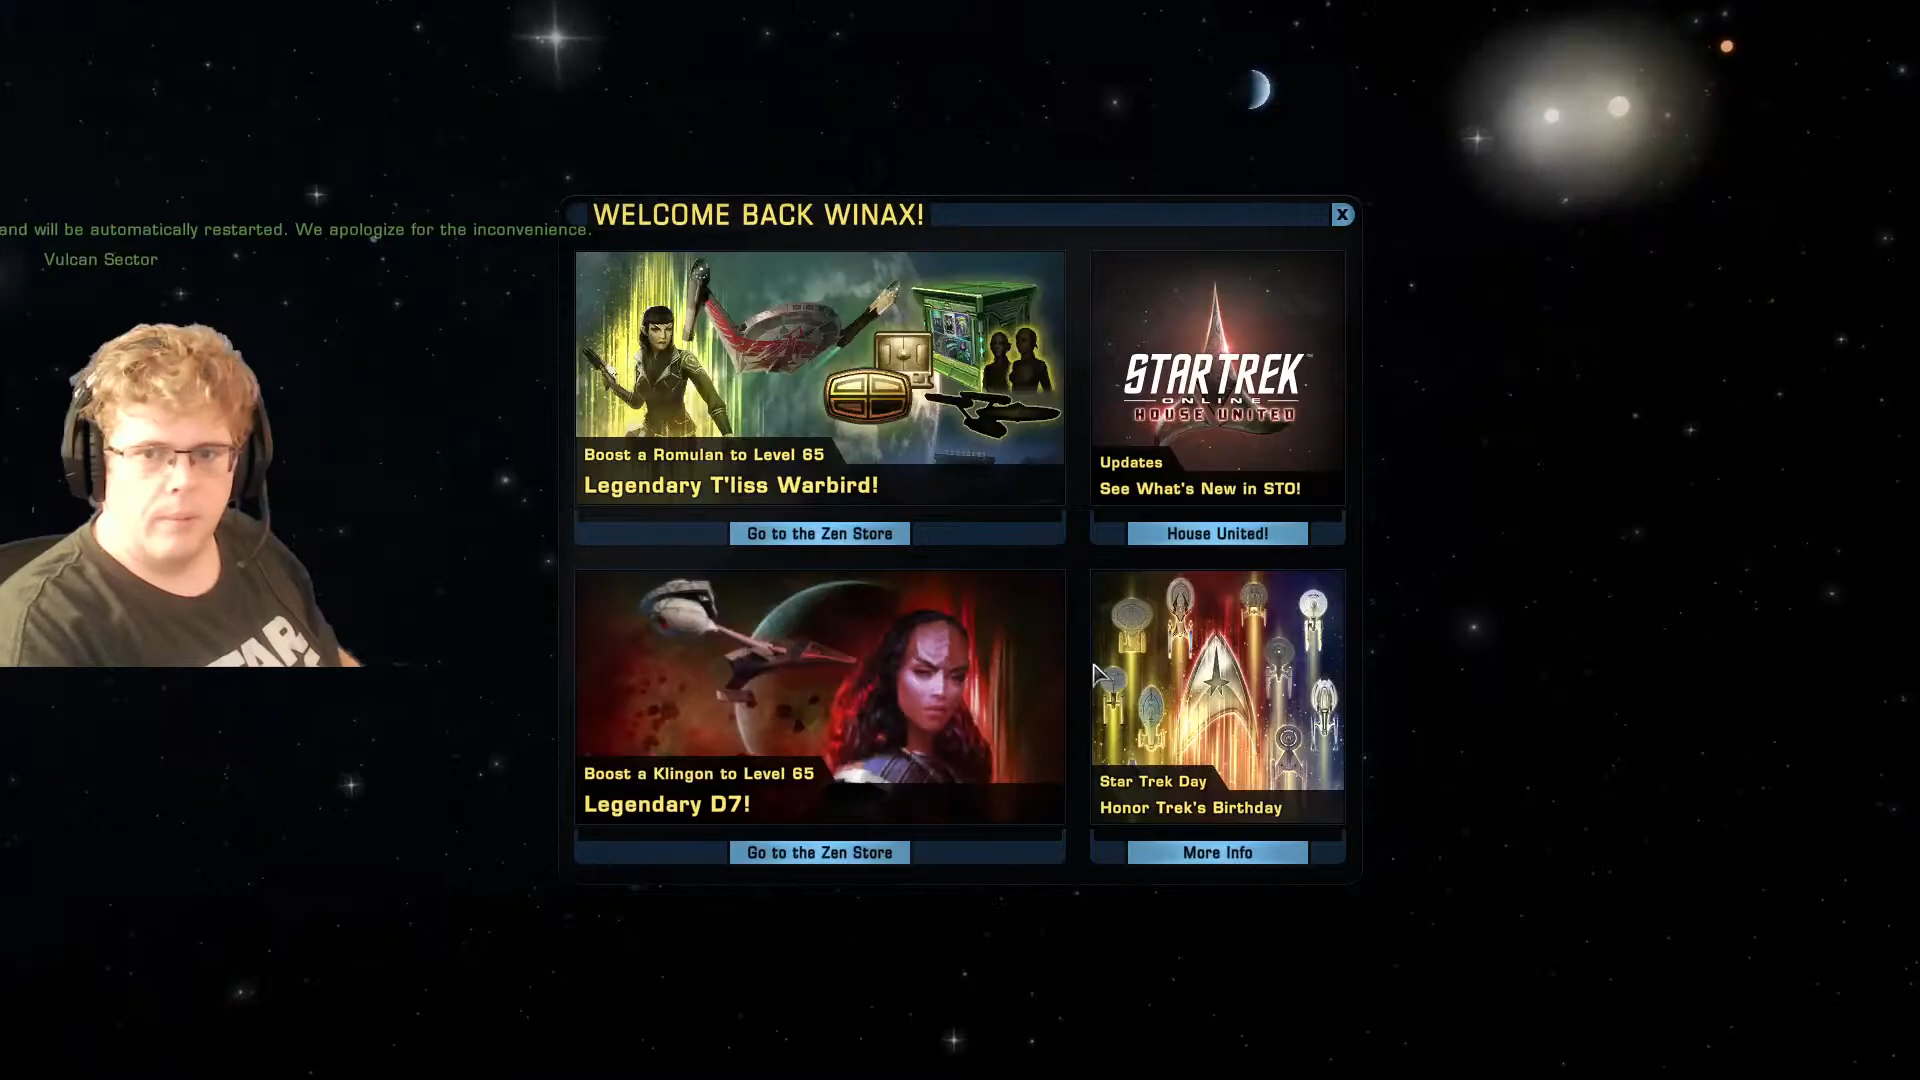 WELCOME BACK WINAX!
X
and will be automatically restarted. We apologize for the inconvenience.
Vulcan Sector
Boost a Romulan to Level 65
Legendary T'liss Warbird!
Go to the Zen Store
STAR TREK
ONLINE
HOUSE UNITED
Updates
See What's New in STO!
House United!
Boost a Klingon to Level 65
Legendary D7!
Go to the Zen Store
Star Trek Day
Honor Trek's Birthday
More Info